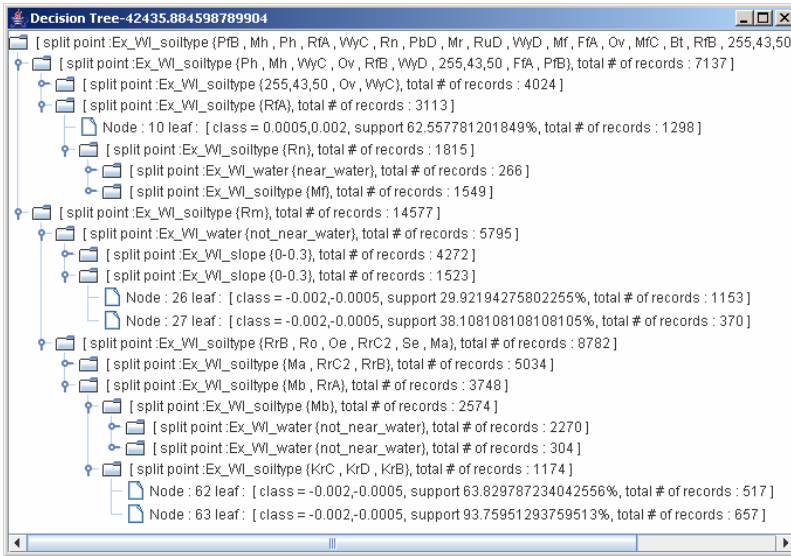 Decision Tree-42435.884598789904
[ split point :Ex_WI_soiltype {PfB , Mh , Ph , RfA , WyC , Rn , PbD , Mr , RuD , WyD , Mf , FfA , Ov , MfC , Bt , RfB , 255,43,50
[ split point :Ex_WI_soiltype {Ph , Mh , WyC , Ov , RfB , WyD , 255,43,50 , FfA , PfB}, total # of records : 7137 ]
[ split point :Ex_WI_soiltype {255,43,50 , Ov , WyC}, total # of records : 4024 ]
[ split point :Ex_WI_soiltype {RfA}, total # of records : 3113 ]
Node : 10 leaf : [ class = 0.0005,0.002, support 62.557781201849%, total # of records : 1298 ]
[ split point :Ex_WI_soiltype {Rn}, total # of records : 1815 ]
[ split point :Ex_WI_water {near_water}, total # of records : 266 ]
[ split point :Ex_WI_soiltype {Mf}, total # of records : 1549 ]
[ split point :Ex_WI_soiltype {Rm}, total # of records : 14577 ]
[ split point :Ex_WI_water {not_near_water}, total # of records : 5795 ]
[ split point :Ex_WI_slope {0-0.3}, total # of records : 4272 ]
[ split point :Ex_WI_slope {0-0.3}, total # of records : 1523 ]
Node : 26 leaf : [ class = -0.002,-0.0005, support 29.92194275802255%, total # of records : 1153 ]
Node : 27 leaf : [ class = -0.002,-0.0005, support 38.108108108108105%, total # of records : 370 ]
[ split point :Ex_WI_soiltype {RrB , Ro , Oe , RrC2 , Se , Ma}, total # of records : 8782 ]
[ split point :Ex_WI_soiltype {Ma , RrC2 , RrB}, total # of records : 5034 ]
[ split point :Ex_WI_soiltype {Mb , RrA}, total # of records : 3748 ]
[ split point :Ex_WI_soiltype {Mb}, total # of records : 2574 ]
[ split point :Ex_WI_water {not_near_water}, total # of records : 2270 ]
[ split point :Ex_WI_water {not_near_water}, total # of records : 304 ]
[ split point :Ex_WI_soiltype {KrC , KrD , KrB}, total # of records : 1174 ]
Node : 62 leaf : [ class = -0.002,-0.0005, support 63.829787234042556%, total # of records : 517 ]
Node : 63 leaf : [ class = -0.002,-0.0005, support 93.75951293759513%, total # of records : 657 ]